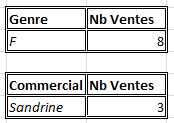 Genre Nb Ventes
F 8
Commercial Nb Ventes
Sandrine 3